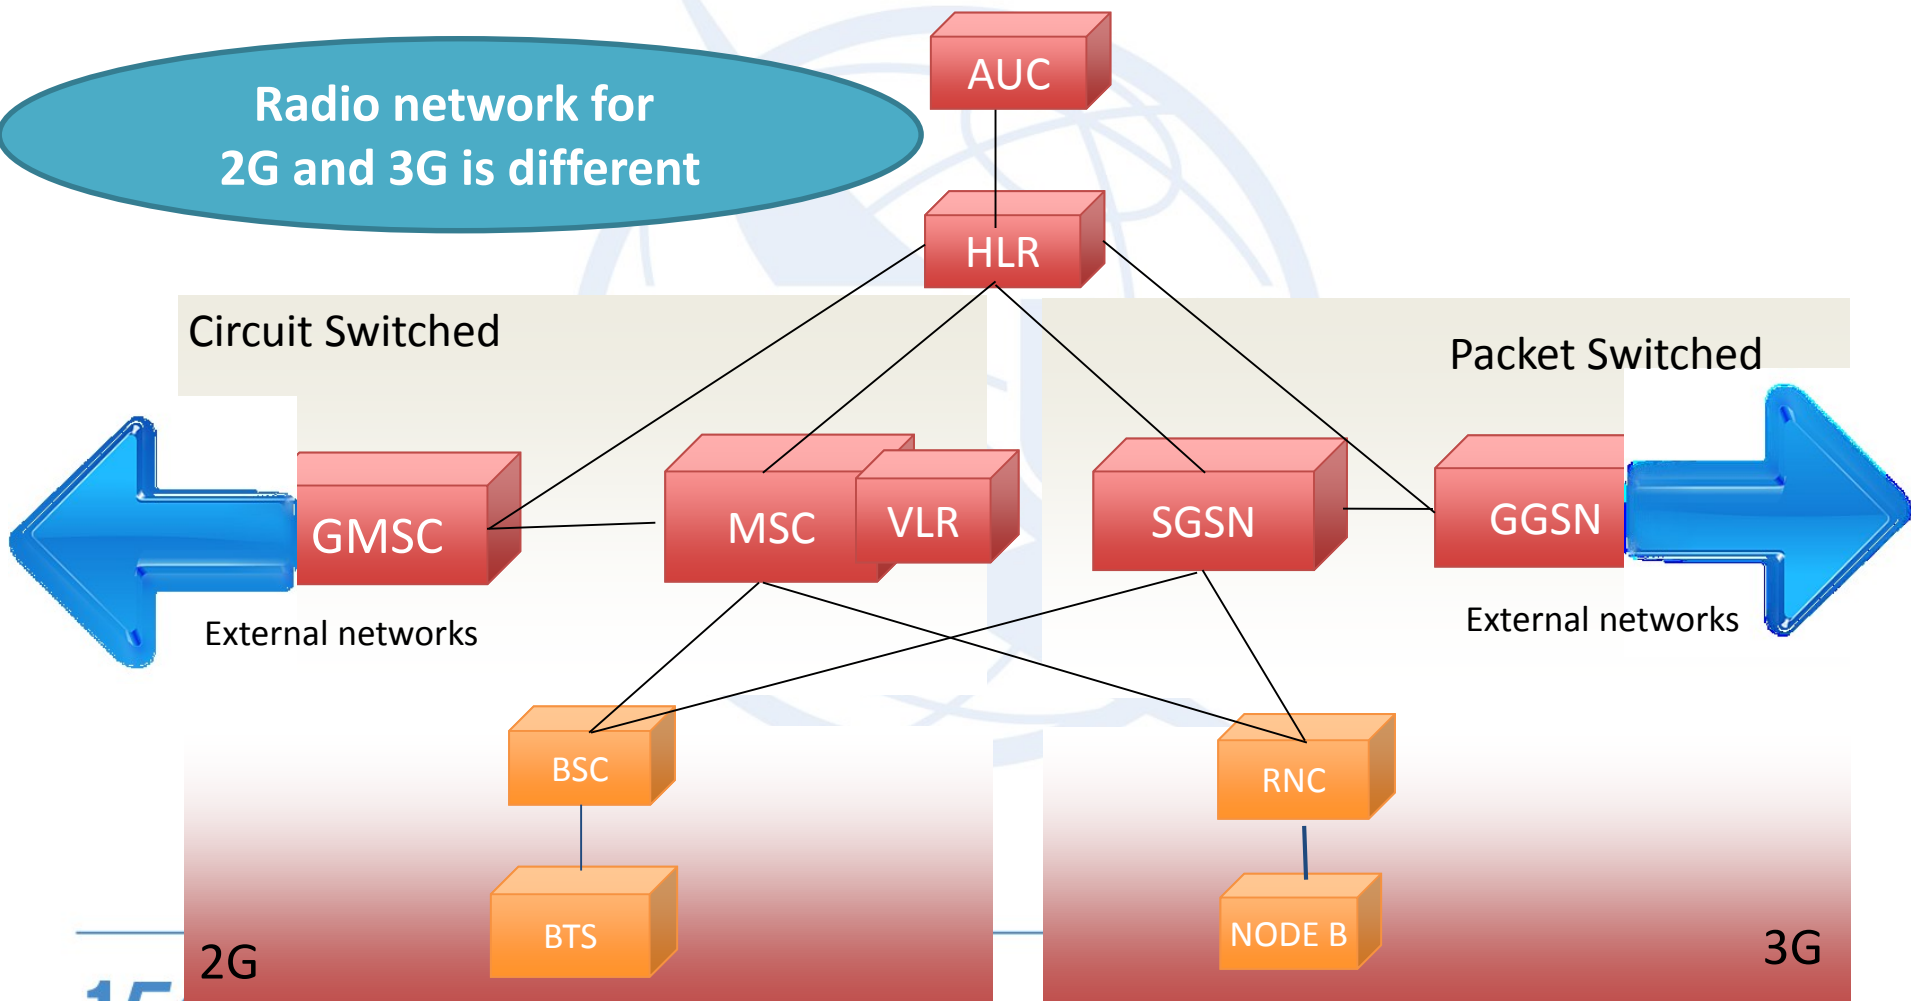 Radio network for
2G and 3G is different
AUC
HLR
Circuit Switched
Packet Switched
GMSC
MSC
VLR
SGSN
GGSN
External networks
External networks
BSC
RNC
BTS
NODE B
2G
3G